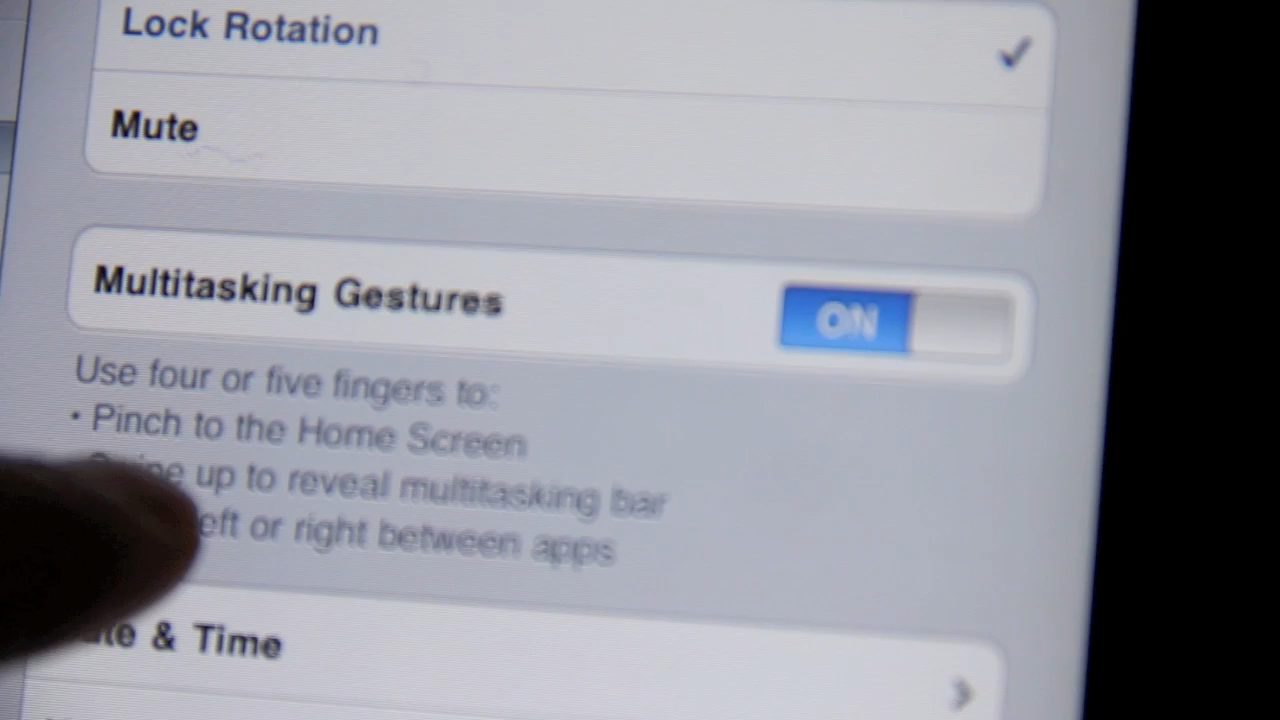 Lock Rotation
Mute
Multitasking Gestures
ON
Use four or five fingers to:
• Pinch to the Home Screen
up to reveal multitasking bar
or right between apps
& Time